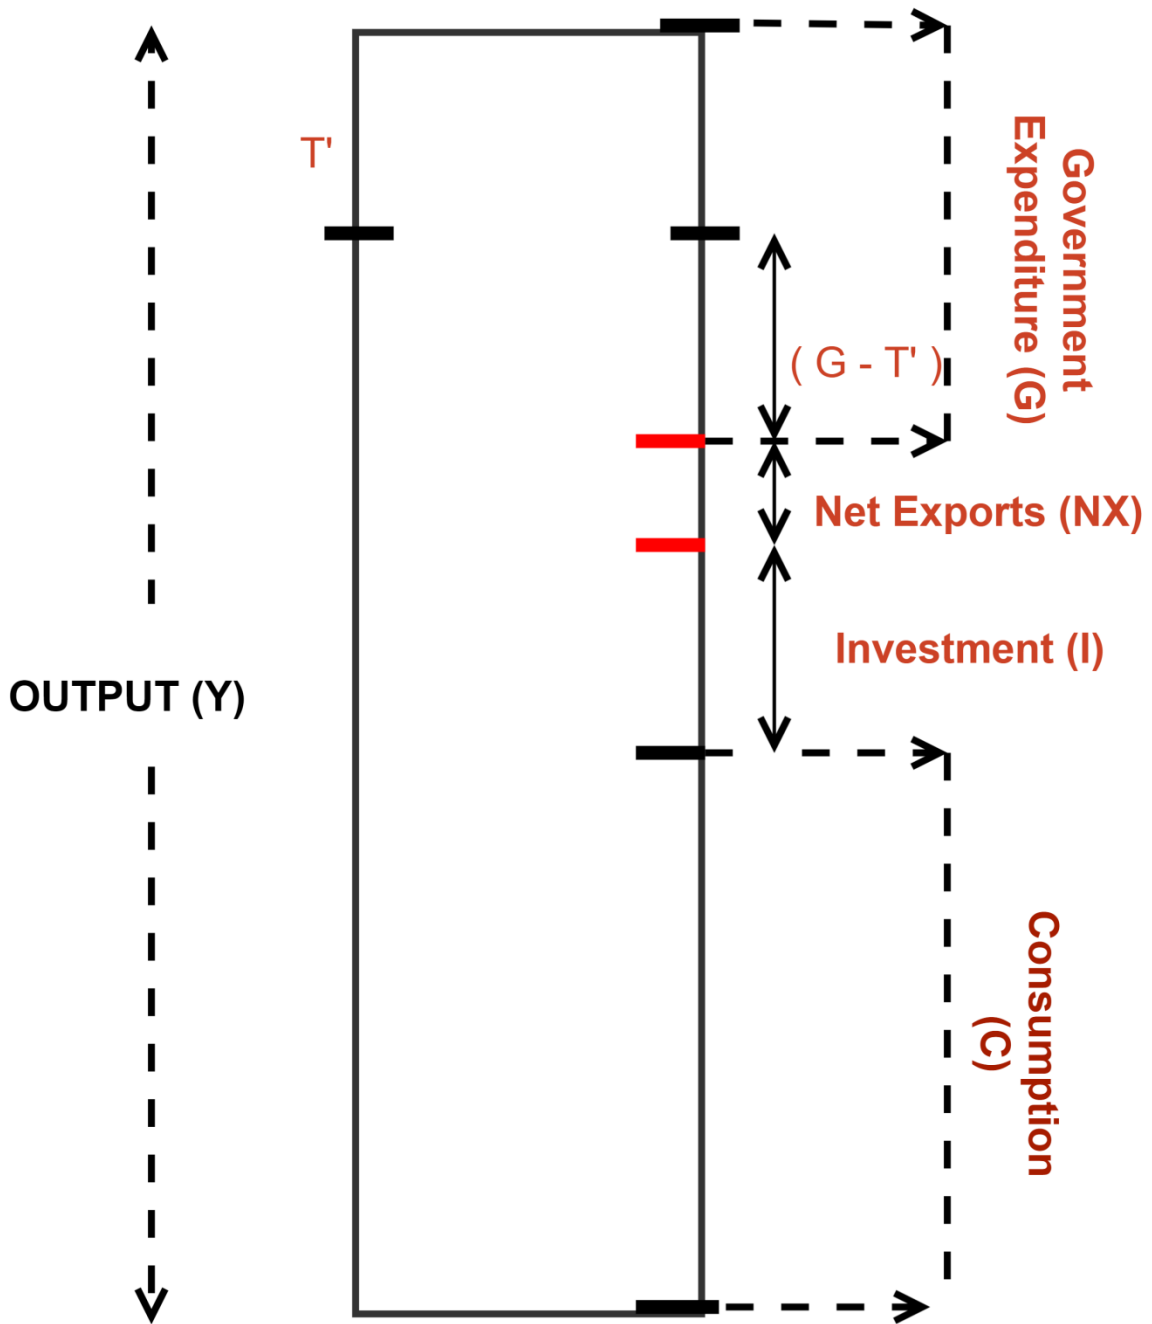 T'
Government
Expenditure (G)
( G - T' )
Net Exports (NX)
Investment (I)
OUTPUT (Y)
Consumption
(C)